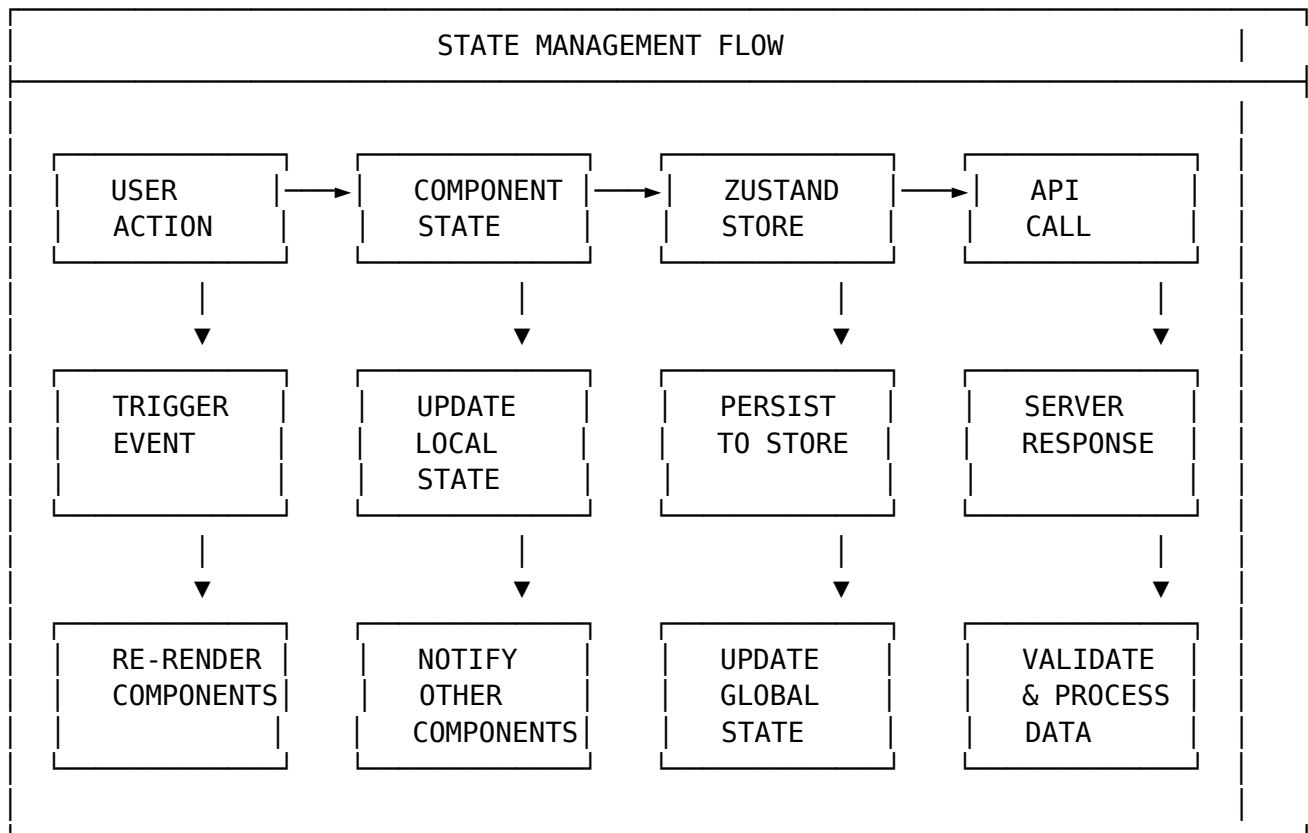 STATE MANAGEMENT FLOW
USER
ACTION
COMPONENT
STATE
ZUSTAND
STORE
API
CALL
TRIGGER
EVENT
UPDATE
LOCAL
STATE
PERSIST
TO STORE
SERVER
RESPONSE
RE-RENDER
COMPONENTS
NOTIFY
OTHER
COMPONENTS
UPDATE
GLOBAL
STATE
VALIDATE
& PROCESS
DATA